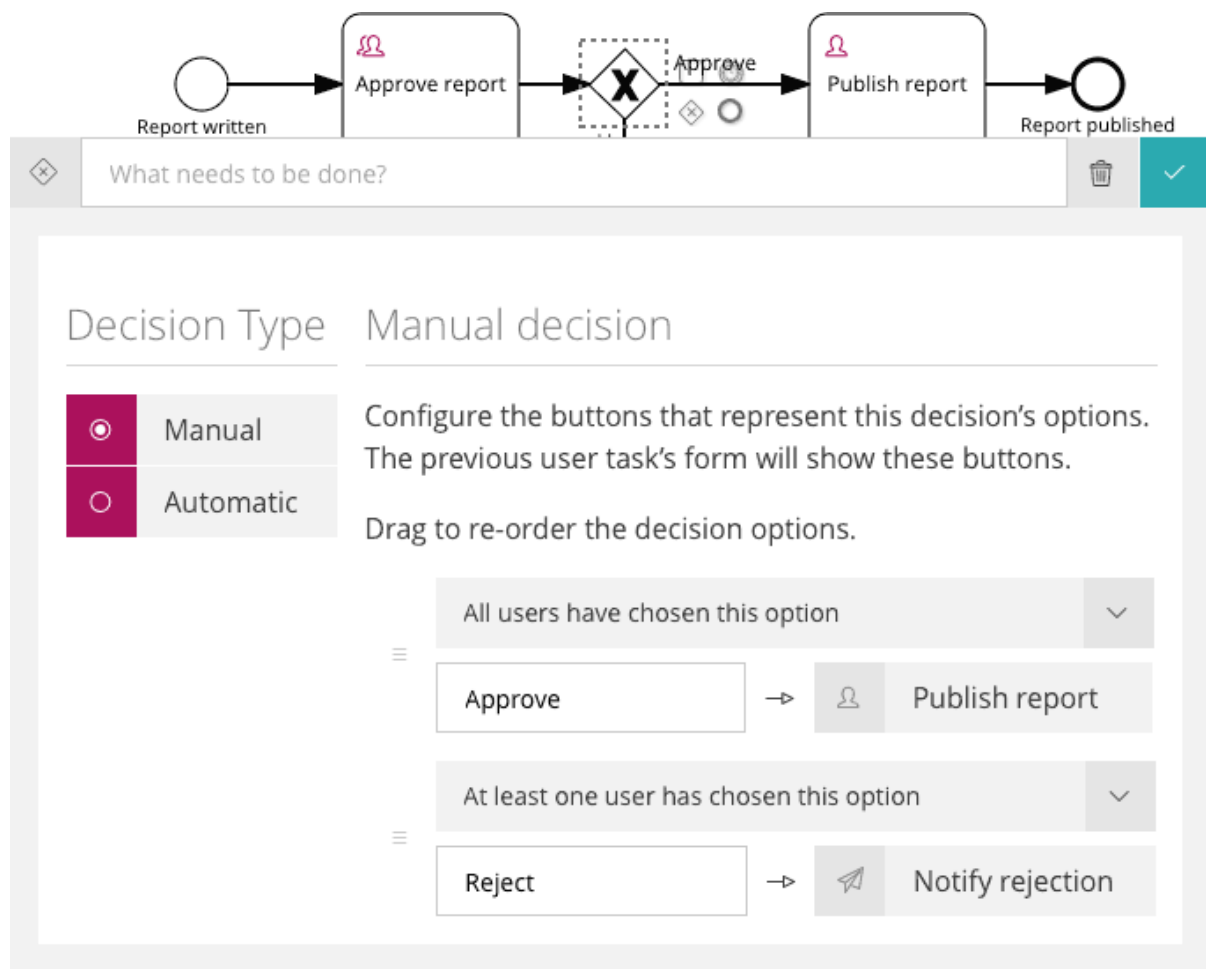 Approve
Approve report
Publish report
Report written
Report published
What needs to be done?
Decision Type
Manual decision
Manual
Automatic
Configure the buttons that represent this decision’s options.
The previous user task’s form will show these buttons.
Drag to re-order the decision options.
All users have chosen this option
Approve
Publish report
At least one user has chosen this option
Reject
Notify rejection